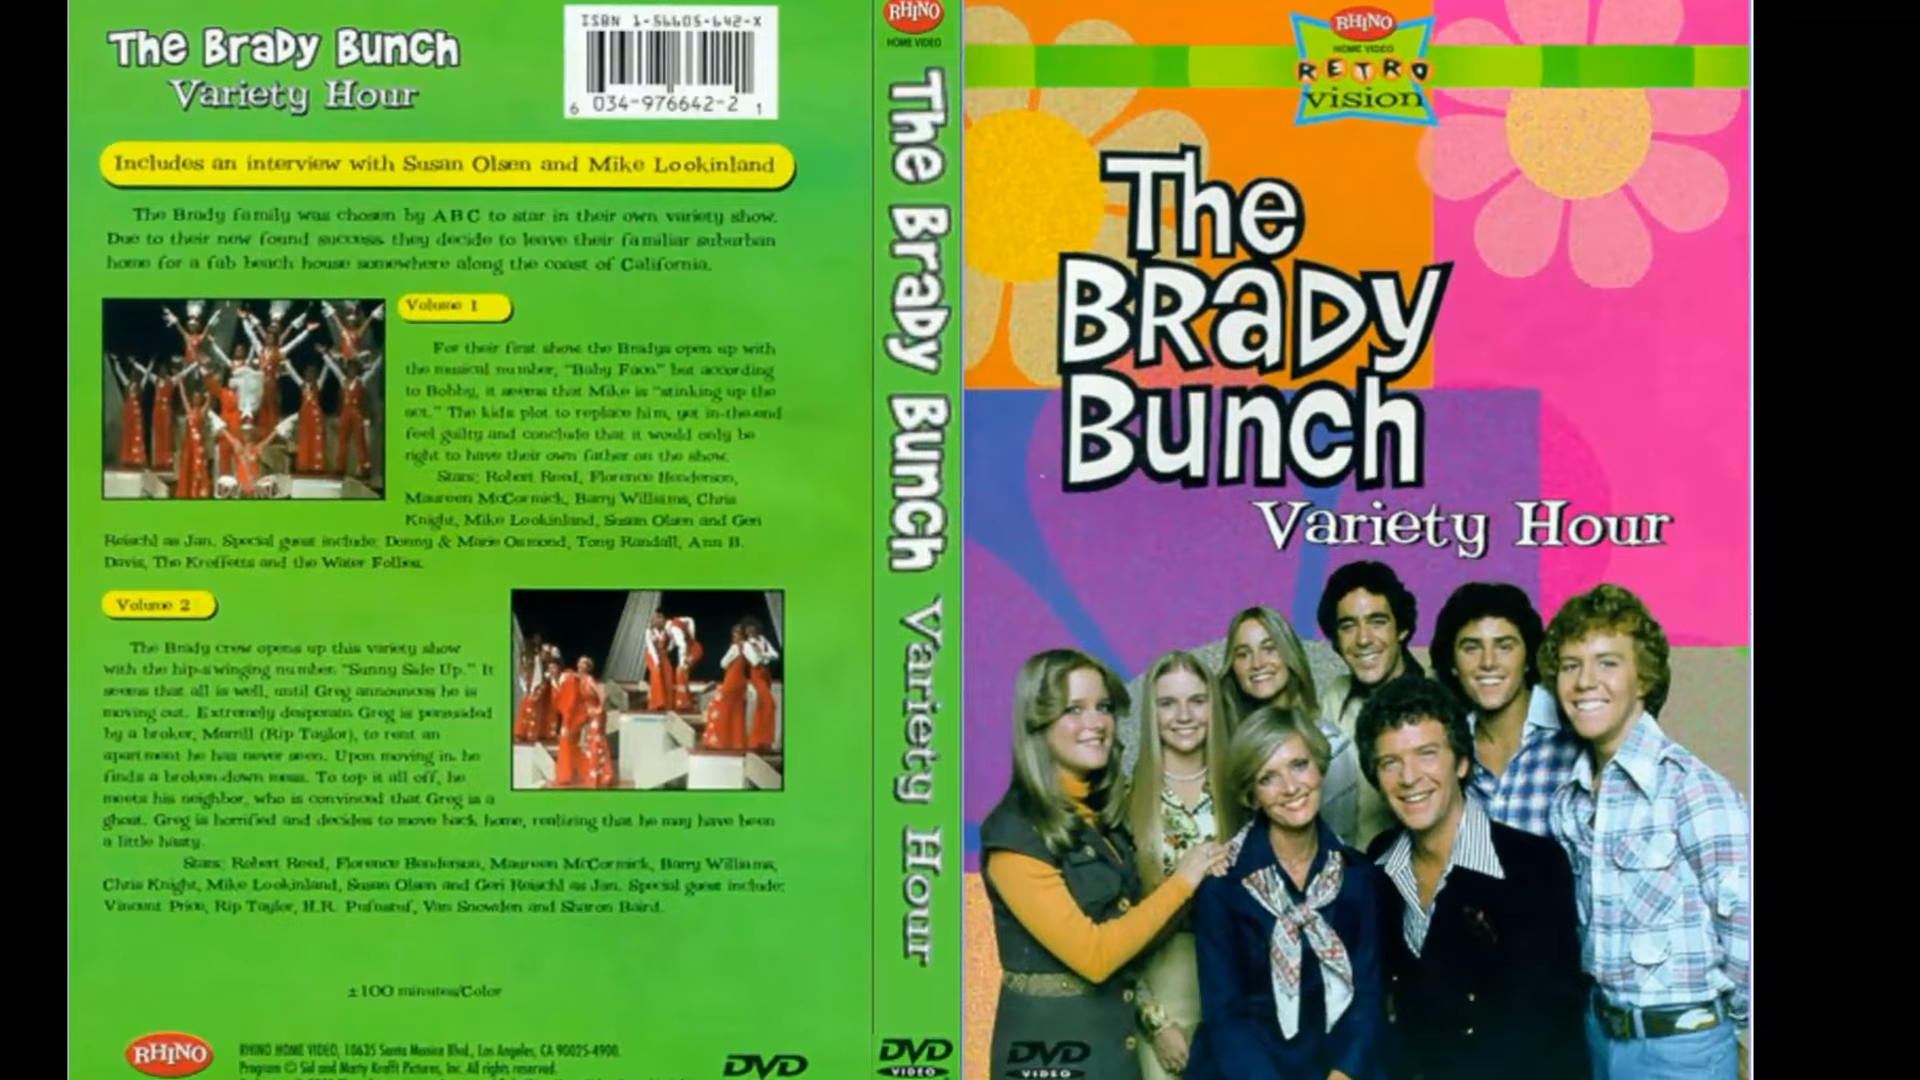 The Brady Bunch
Variety Hour
ISBN 1-56605-642-X
6 034-976642-2 1
Includes an interview with Susan Olsen and Mike Lookinland
The Brady family was chosen by ABC to star in their own variety show.
Due to their new found success they decide to leave their familiar suburban
home for a fab beach house somewhere along the coast of California.
Volume 1
For their first show the Bradys open up with
the musical number, "Baby Face" but according
to Bobby, it seems that Mike is "stinking up the
act." The kids plot to replace him, yet in-the-end
feel guilty and conclude that it would only be
right to have their own father on the show.
Stars: Robert Reed, Florence Henderson,
Maureen McCormick, Barry Williams, Chris
Knight, Mike Lookinland, Susan Olsen and Geri
Reischl as Jan. Special guest include: Donny & Marie Osmond, Tony Randall, Ann B.
Davis, The Kroffetts and the Water Follies.
Volume 2
The Brady crew opens up this variety show
with the hip-swinging number. "Sunny Side Up." It
seems that all is well, until Greg announces he is
moving out. Extremely desperate Greg is persuaded
by a broker, Merrill (Rip Taylor), to rent an
apartment he has never seen. Upon moving in, he
finds a broken-down mess. To top it all off, he
meets his neighbor, who is convinced that Greg is a
ghost. Greg is horrified and decides to move back home, realizing that he may have been
a little hasty.
Stars: Robert Reed, Florence Henderson, Maureen McCormick, Barry Williams,
Chris Knight, Mike Lookinland, Susan Olsen and Geri Reischl as Jan. Special guest include:
Vincent Price, Rip Taylor, H.R. Pufnstuf, Van Snowden and Sharon Baird.
±100 minutes/Color
RHINO
RHINO HOME VIDEO, 10635 Santa Monica Blvd., Los Angeles, CA 90025-4900.
Program © Sid and Marty Krofft Pictures, Inc. All rights reserved.
DVD
RHINO
HOME VIDEO
The Brady Bunch Variety Hour
DVD
VIDEO
RHINO
HOME VIDEO
RETRO
vision
The
Brady
Bunch
Variety Hour
DVD
VIDEO